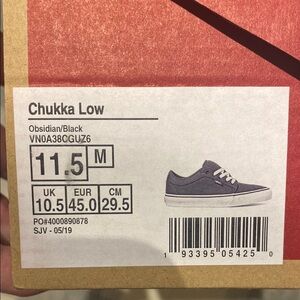 Chukka Low
Obsidian/Black
VN0A38CGUZ6
11.5 M
UK EUR CM
10.5 45.0 29.5
PO#4000890878
SJV - 05/19
1 93395 05425 0